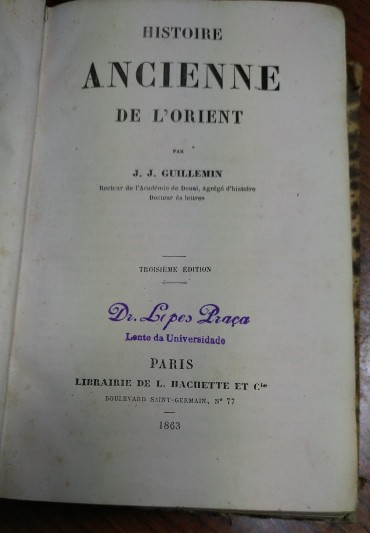 HISTOIRE
ANCIENNE
DE L'ORIENT
PAR
J. J. GUILLEMIN
Recteur de l'Académie de Douai, agrégé d'histoire
Docteur ès lettres
TROISIÈME ÉDITION
Dr. Lopes Praça
Lente da Universidade
PARIS
LIBRAIRIE DE L. HACHETTE ET Cie
BOULEVARD SAINT-GERMAIN, Nº 77
1863